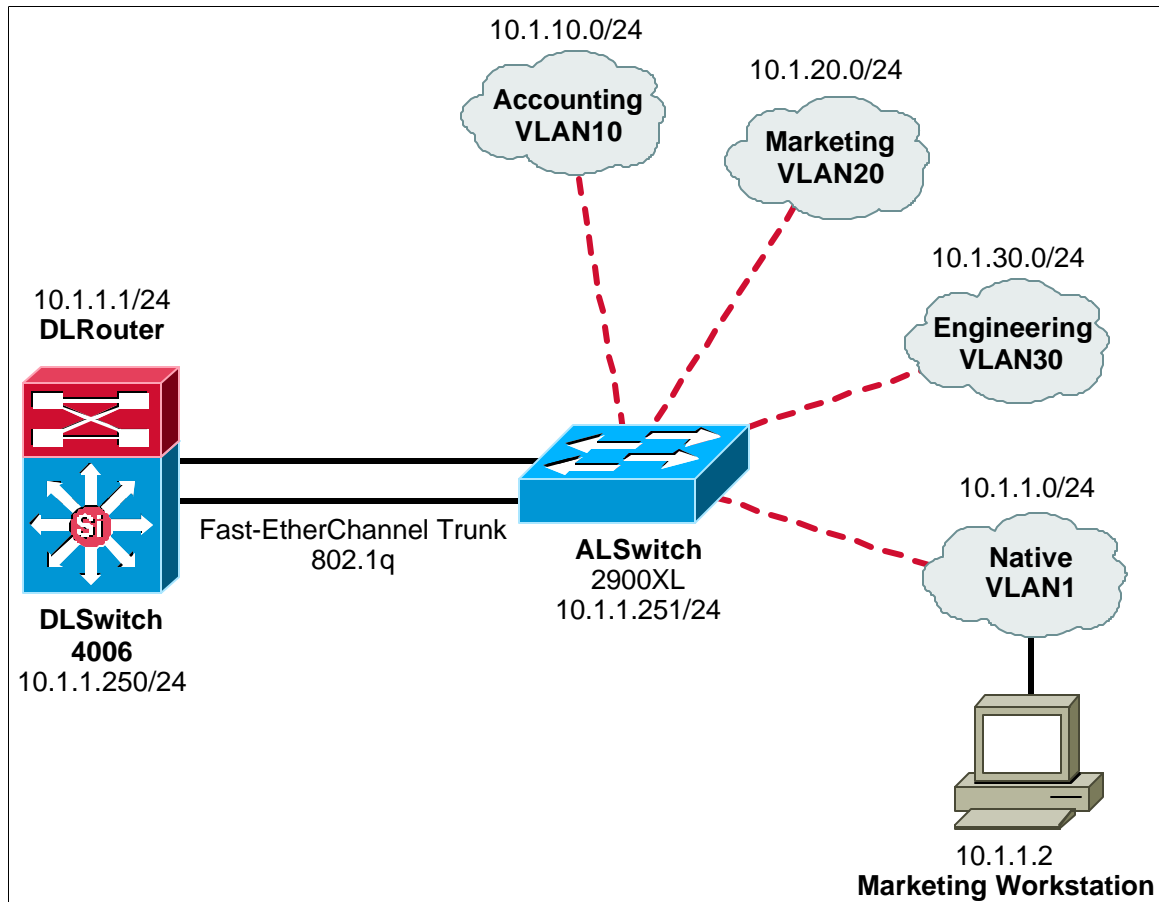 10.1.10.0/24
Accounting
VLAN10
10.1.20.0/24
Marketing
VLAN20
10.1.30.0/24
Engineering
VLAN30
10.1.1.1/24
DLRouter
Si
DLSwitch
4006
10.1.1.250/24
Fast-EtherChannel Trunk
802.1q
ALSwitch
2900XL
10.1.1.251/24
10.1.1.0/24
Native
VLAN1
10.1.1.2
Marketing Workstation